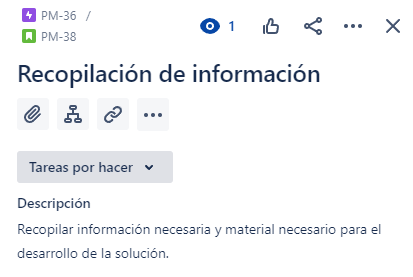 PM-36 /
PM-38
1
Recopilación de información
Tareas por hacer
Descripción
Recopilar información necesaria y material necesario para el
desarrollo de la solución.